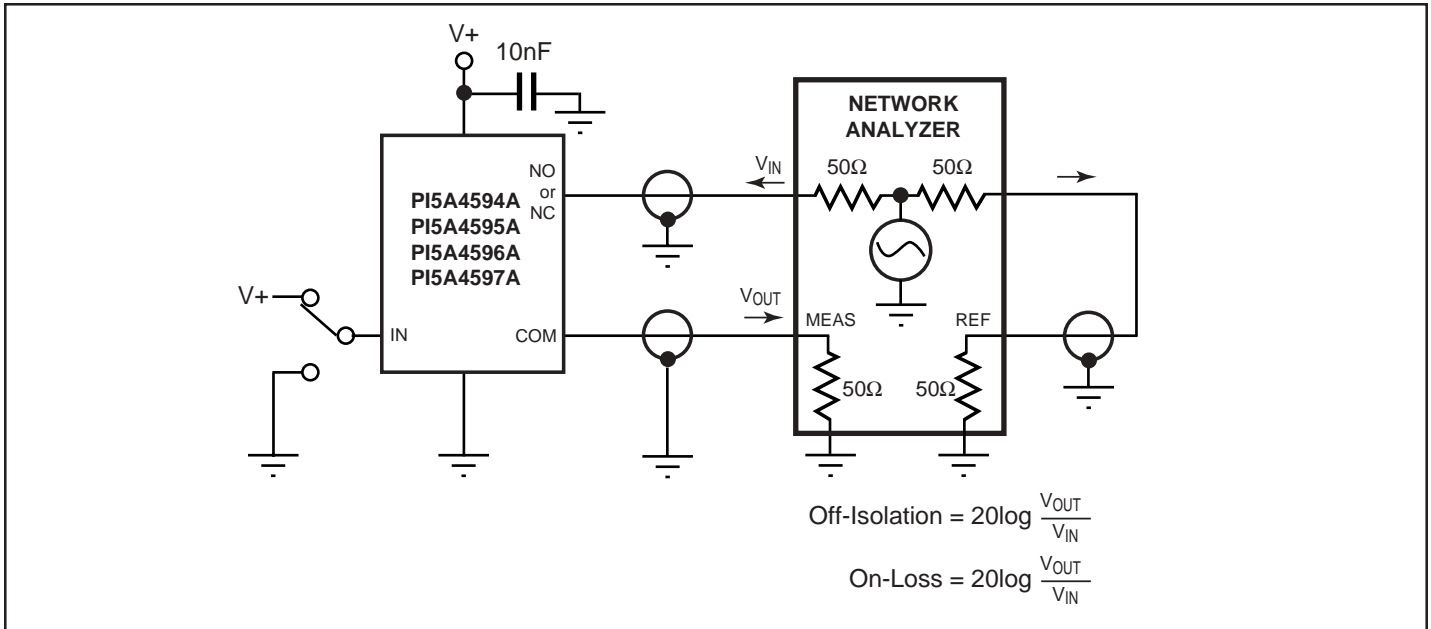 V+
10nF
NETWORK
ANALYZER
NO
or
NC
PI5A4594A
PI5A4595A
PI5A4596A
PI5A4597A
VIN
50Ω
50Ω
V+
IN
COM
VOUT
MEAS
REF
50Ω
50Ω
Off-Isolation = 20log VOUT
VIN
On-Loss = 20log VOUT
VIN